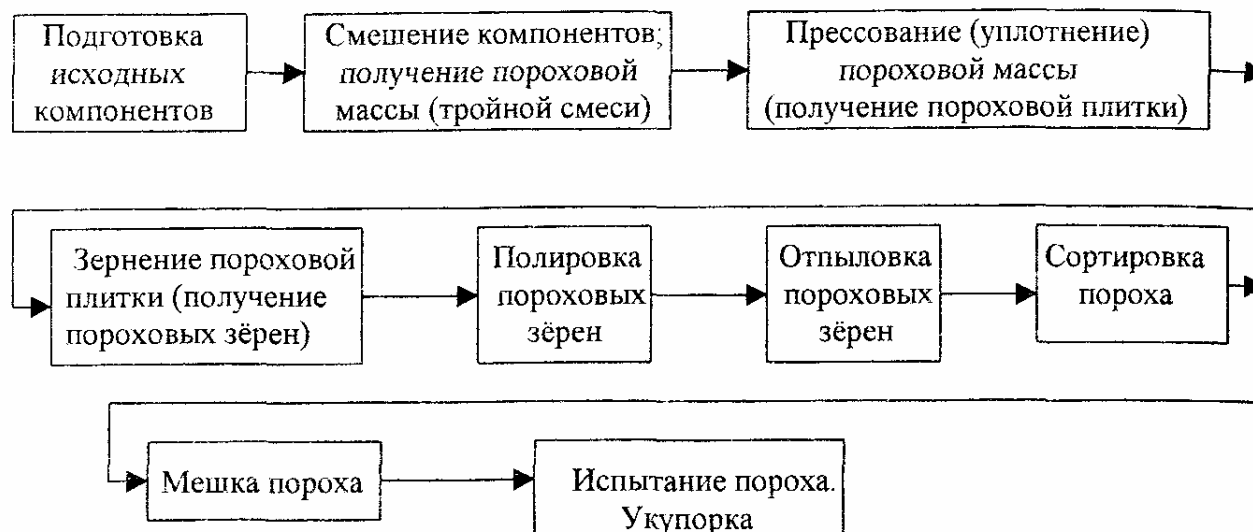 Подготовка
исходных
компонентов
Смешение компонентов;
получение пороховой
массы (тройной смеси)
Прессование (уплотнение)
пороховой массы
(получение пороховой плитки)
Зернение пороховой
плитки (получение
пороховых зёрен)
Полировка
пороховых
зёрен
Отпыловка
пороховых
зёрен
Сортировка
пороха
Мешка пороха
Испытание пороха.
Укупорка